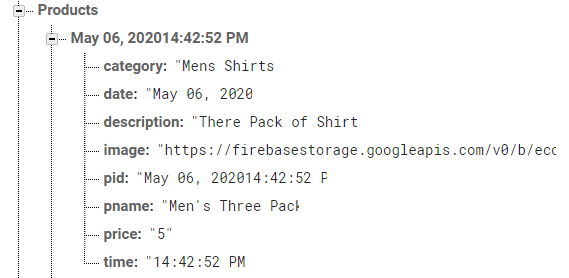 Products
May 06, 202014:42:52 PM
category: "Mens Shirts
date: "May 06, 2020
description: "There Pack of Shirt
image: "https://firebasestorage.googleapis.com/v0/b/ecc
pid: "May 06, 202014:42:52 P
pname: "Men's Three Pack
price: "5"
time: "14:42:52 PM